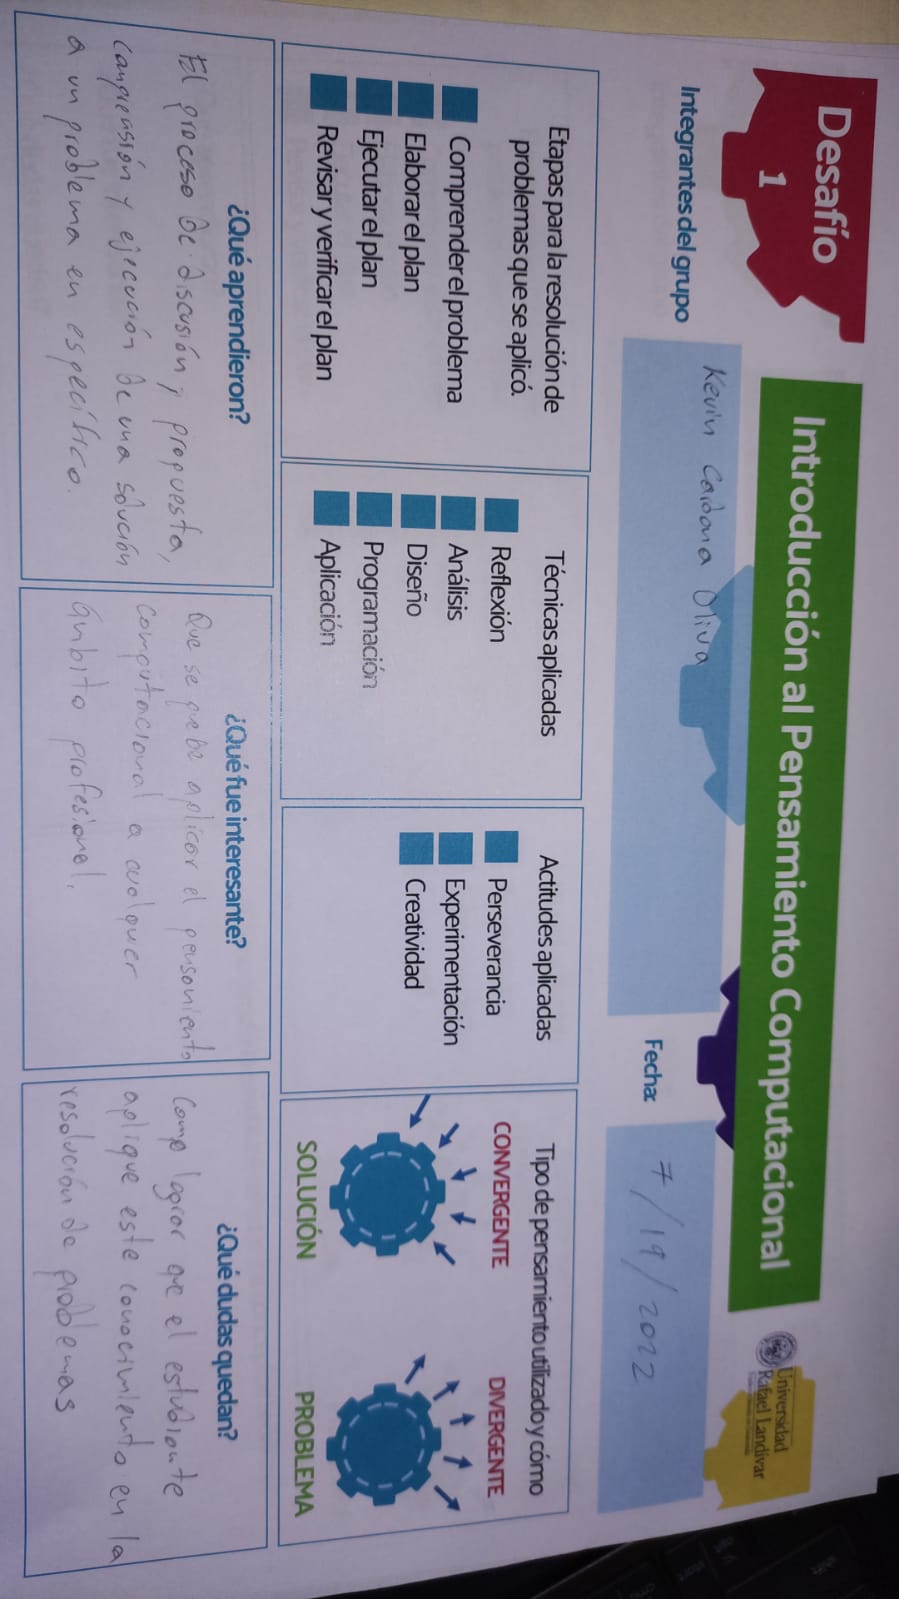 Desafío
1
Introducción al Pensamiento Computacional
Universidad
Rafael Landívar
Integrantes del grupo
Kevin Cardona Oliva
Fecha:
7/19/2022
Etapas para la resolución de
problemas que se aplicó.
Comprender el problema
Elaborar el plan
Ejecutar el plan
Revisar y verificar el plan
Técnicas aplicadas
Reflexión
Análisis
Diseño
Programación
Aplicación
Actitudes aplicadas
Perseverancia
Experimentación
Creatividad
Tipo de pensamiento utilizado y cómo
CONVERGENTE
DIVERGENTE
SOLUCIÓN
PROBLEMA
¿Qué aprendieron?
El proceso de discusión, propuesta,
comprensión y ejecución de una solución
a un problema en específico.
¿Qué fue interesante?
Que se puede aplicar el pensamiento
computacional a cualquer
ámbito profesional.
¿Qué dudas quedan?
Como lograr que el estudiante
aplique este conocimiento en la
resolución de problemas